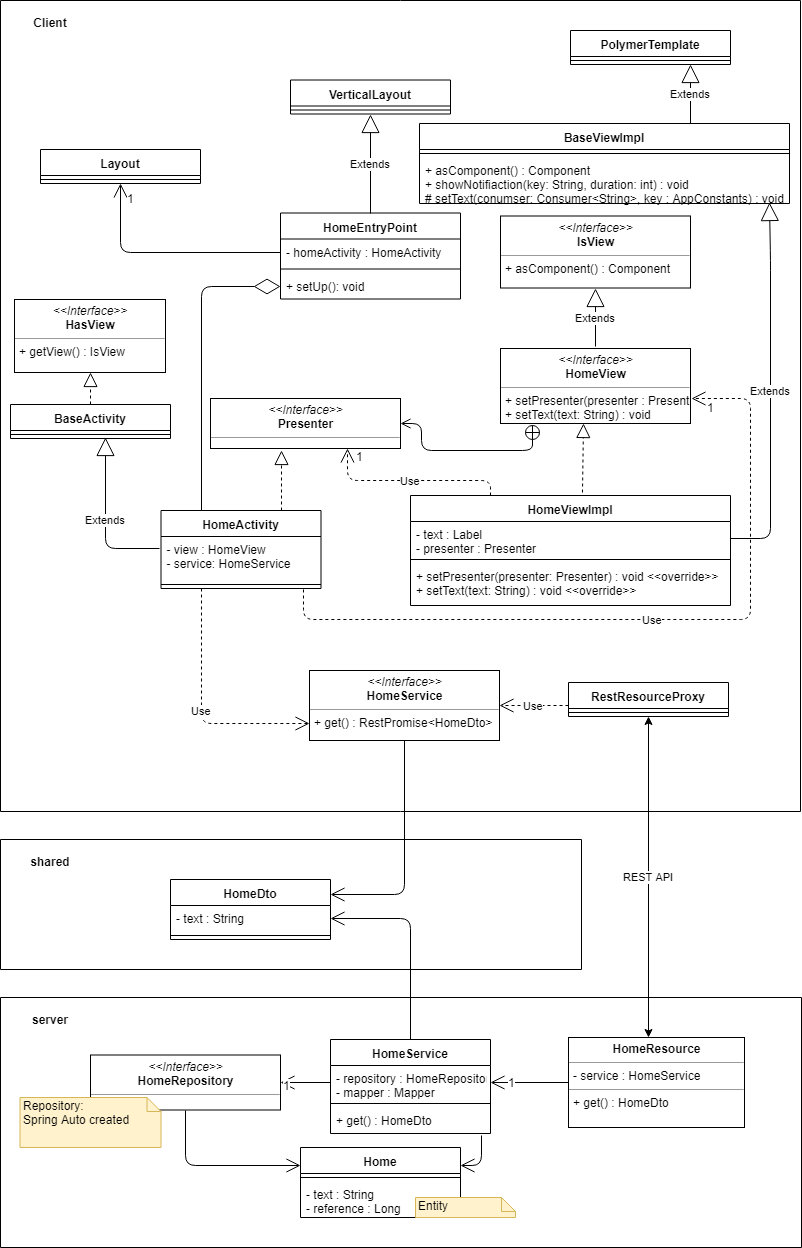 Client
PolymerTemplate
Extends
VerticalLayout
Extends
BaseViewImpl
+ asComponent() : Component
+ showNotifiaction(key: String, duration: int) : void
# setText(conumser: Consumer<String>, key : AppConstants) : void
Layout
1
HomeEntryPoint
- homeActivity : HomeActivity
+ setUp(): void
<<Interface>>
IsView
+ asComponent() : Component
Extends
<<Interface>>
HasView
+ getView() : IsView
<<Interface>>
HomeView
+ setPresenter(presenter : Present
+ setText(text: String) : void
1
Extends
BaseActivity
<<Interface>>
Presenter
1
Use
Extends
HomeActivity
- view : HomeView
- service: HomeService
HomeViewImpl
- text : Label
- presenter : Presenter
+ setPresenter(presenter: Presenter) : void <<override>>
+ setText(text: String) : void <<override>>
Use
Use
<<Interface>>
HomeService
+ get() : RestPromise<HomeDto>
Use
RestResourceProxy
shared
HomeDto
- text : String
REST API
server
HomeService
- repository : HomeReposito
- mapper : Mapper
+ get() : HomeDto
HomeResource
- service : HomeService
+ get() : HomeDto
1
<<Interface>>
HomeRepository
1
Repository:
Spring Auto created
Home
- text : String
- reference : Long
Entity